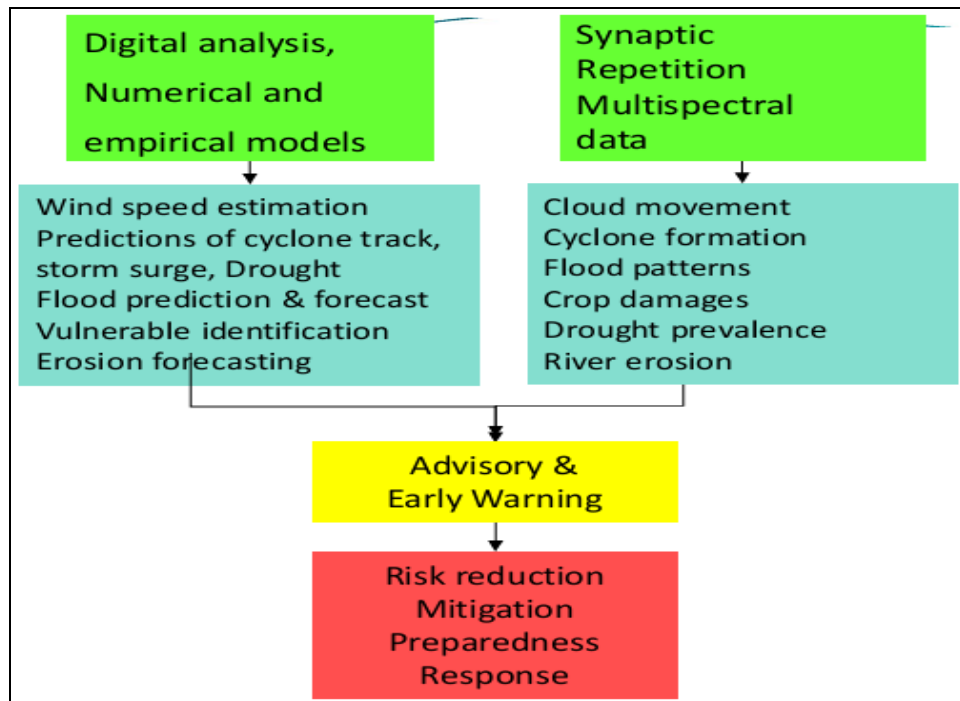 Digital analysis,
Numerical and
empirical models
Synaptic
Repetition
Multispectral
data
Wind speed estimation
Predictions of cyclone track,
storm surge, Drought
Flood prediction & forecast
Vulnerable identification
Erosion forecasting
Cloud movement
Cyclone formation
Flood patterns
Crop damages
Drought prevalence
River erosion
Advisory &
Early Warning
Risk reduction
Mitigation
Preparedness
Response